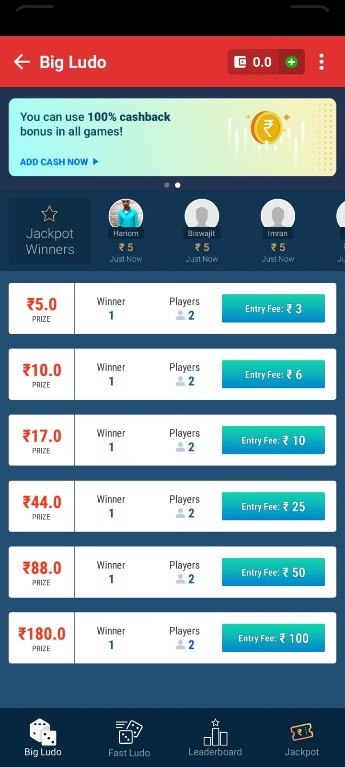 Big Ludo
0.0
You can use 100% cashback
bonus in all games!
ADD CASH NOW
₹
Jackpot
Winners
Hariom
₹ 5
Just Now
Biswajit
₹ 5
Just Now
Imran
₹ 5
Just Now
₹5.0
PRIZE
Winner
1
Players
2
Entry Fee: ₹ 3
₹10.0
PRIZE
Winner
1
Players
2
Entry Fee: ₹ 6
₹17.0
PRIZE
Winner
1
Players
2
Entry Fee: ₹ 10
₹44.0
PRIZE
Winner
1
Players
2
Entry Fee: ₹ 25
₹88.0
PRIZE
Winner
1
Players
2
Entry Fee: ₹ 50
₹180.0
PRIZE
Winner
1
Players
2
Entry Fee: ₹ 100
Big Ludo
Fast Ludo
Leaderboard
Jackpot